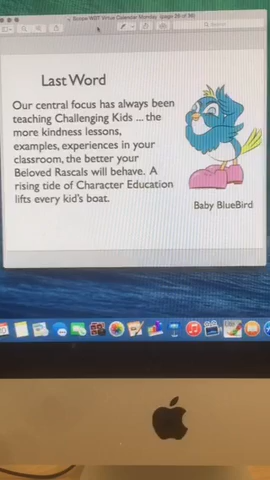 Last Word
Our central focus has always been
teaching Challenging Kids ... the
more kindness lessons,
examples, experiences in your
classroom, the better your
Beloved Rascals will behave. A
rising tide of Character Education
lifts every kid's boat.
Baby BlueBird